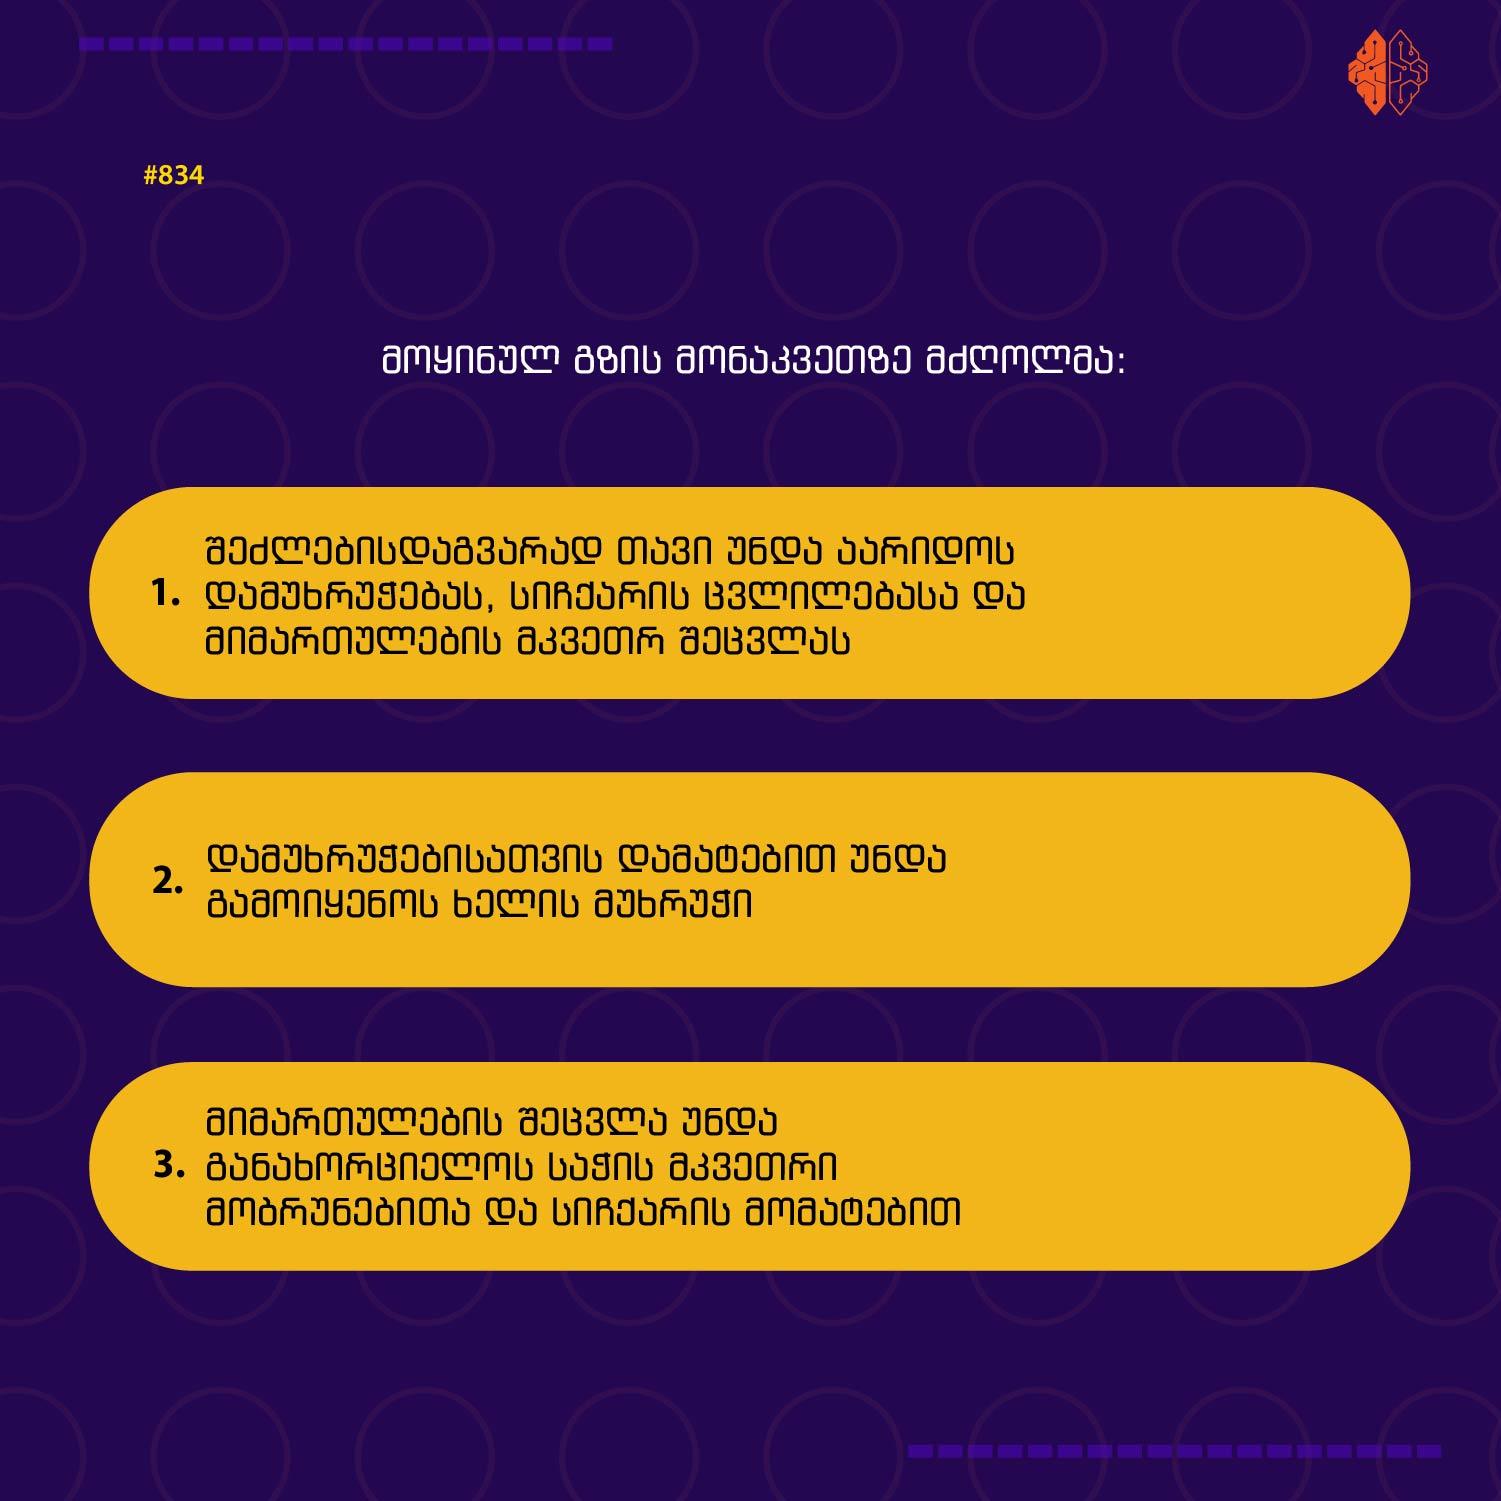 #834
მოყინულ გზის მონაკვეთზე მძღოლმა:
1. შეძლებისდაგვარად თავი უნდა აარიდოს
დამუხრუჭებას, სიჩქარის ცვლილებასა და
მიმართულების მკვეთრ შეცვლას
2. დამუხრუჭებისათვის დამატებით უნდა
გამოიყენოს ხელის მუხრუჭი
3. მიმართულების შეცვლა უნდა
განახორციელოს საჭის მკვეთრი
მობრუნებითა და სიჩქარის მომატებით